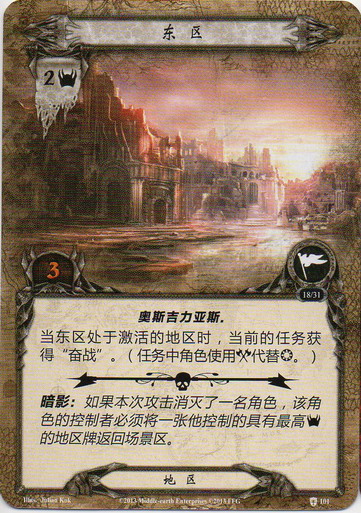 东区
2
3
18/31
奥斯吉力亚斯.
当东区处于激活的地区时，当前的任务获
得“奋战”。（任务中角色使用代替。）
暗影：如果本次攻击消灭了一名角色，该角
色的控制者必须将一张他控制的具有最高
的地区牌返回场景区。
地区
Illus. Julian Kok
©2013 Middle-earth Enterprises ©2013 FFG
101